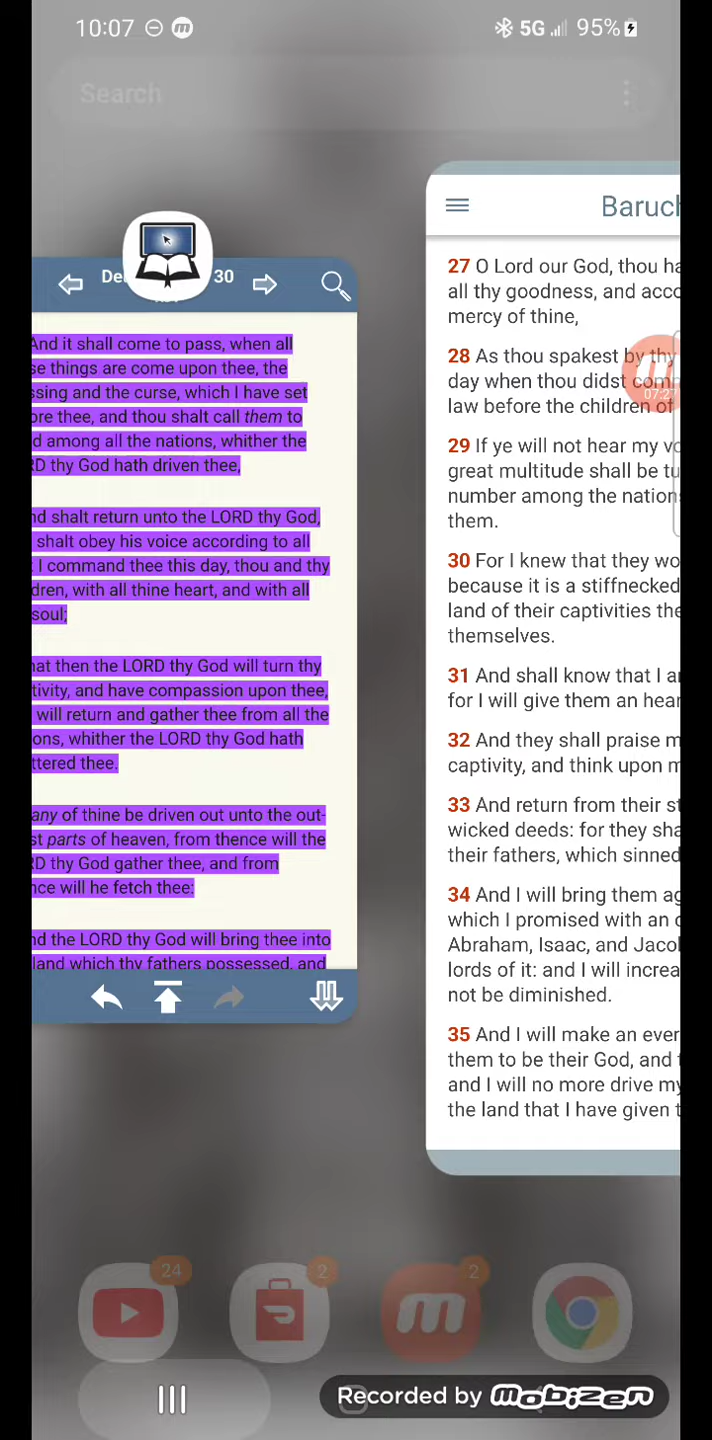 10:07
5G 95%
Search
30
And it shall come to pass, when all
se things are come upon thee, the
ssing and the curse, which I have set
ore thee, and thou shalt call them to
d among all the nations, whither the
RD thy God hath driven thee,
nd shalt return unto the LORD thy God,
shalt obey his voice according to all
I command thee this day, thou and thy
dren, with all thine heart, and with all
soul;
hat then the LORD thy God will turn thy
tivity, and have compassion upon thee,
will return and gather thee from all the
ons, whither the LORD thy God hath
ttered thee.
any of thine be driven out unto the out-
st parts of heaven, from thence will the
RD thy God gather thee, and from
nce will he fetch thee:
nd the LORD thy God will bring thee into
land which thy fathers possessed, and
Baruch
27 O Lord our God, thou ha
all thy goodness, and acco
mercy of thine,
28 As thou spakest by thy
day when thou didst com
law before the children of
29 If ye will not hear my vo
great multitude shall be tu
number among the nation
them.
30 For I knew that they wo
because it is a stiffnecked
land of their captivities the
themselves.
31 And shall know that I a
for I will give them an hear
32 And they shall praise m
captivity, and think upon m
33 And return from their st
wicked deeds: for they sha
their fathers, which sinned
34 And I will bring them ag
which I promised with an o
Abraham, Isaac, and Jacob
lords of it: and I will increa
not be diminished.
35 And I will make an ever
them to be their God, and t
and I will no more drive my
the land that I have given t
24
2
2
Recorded by mobizen